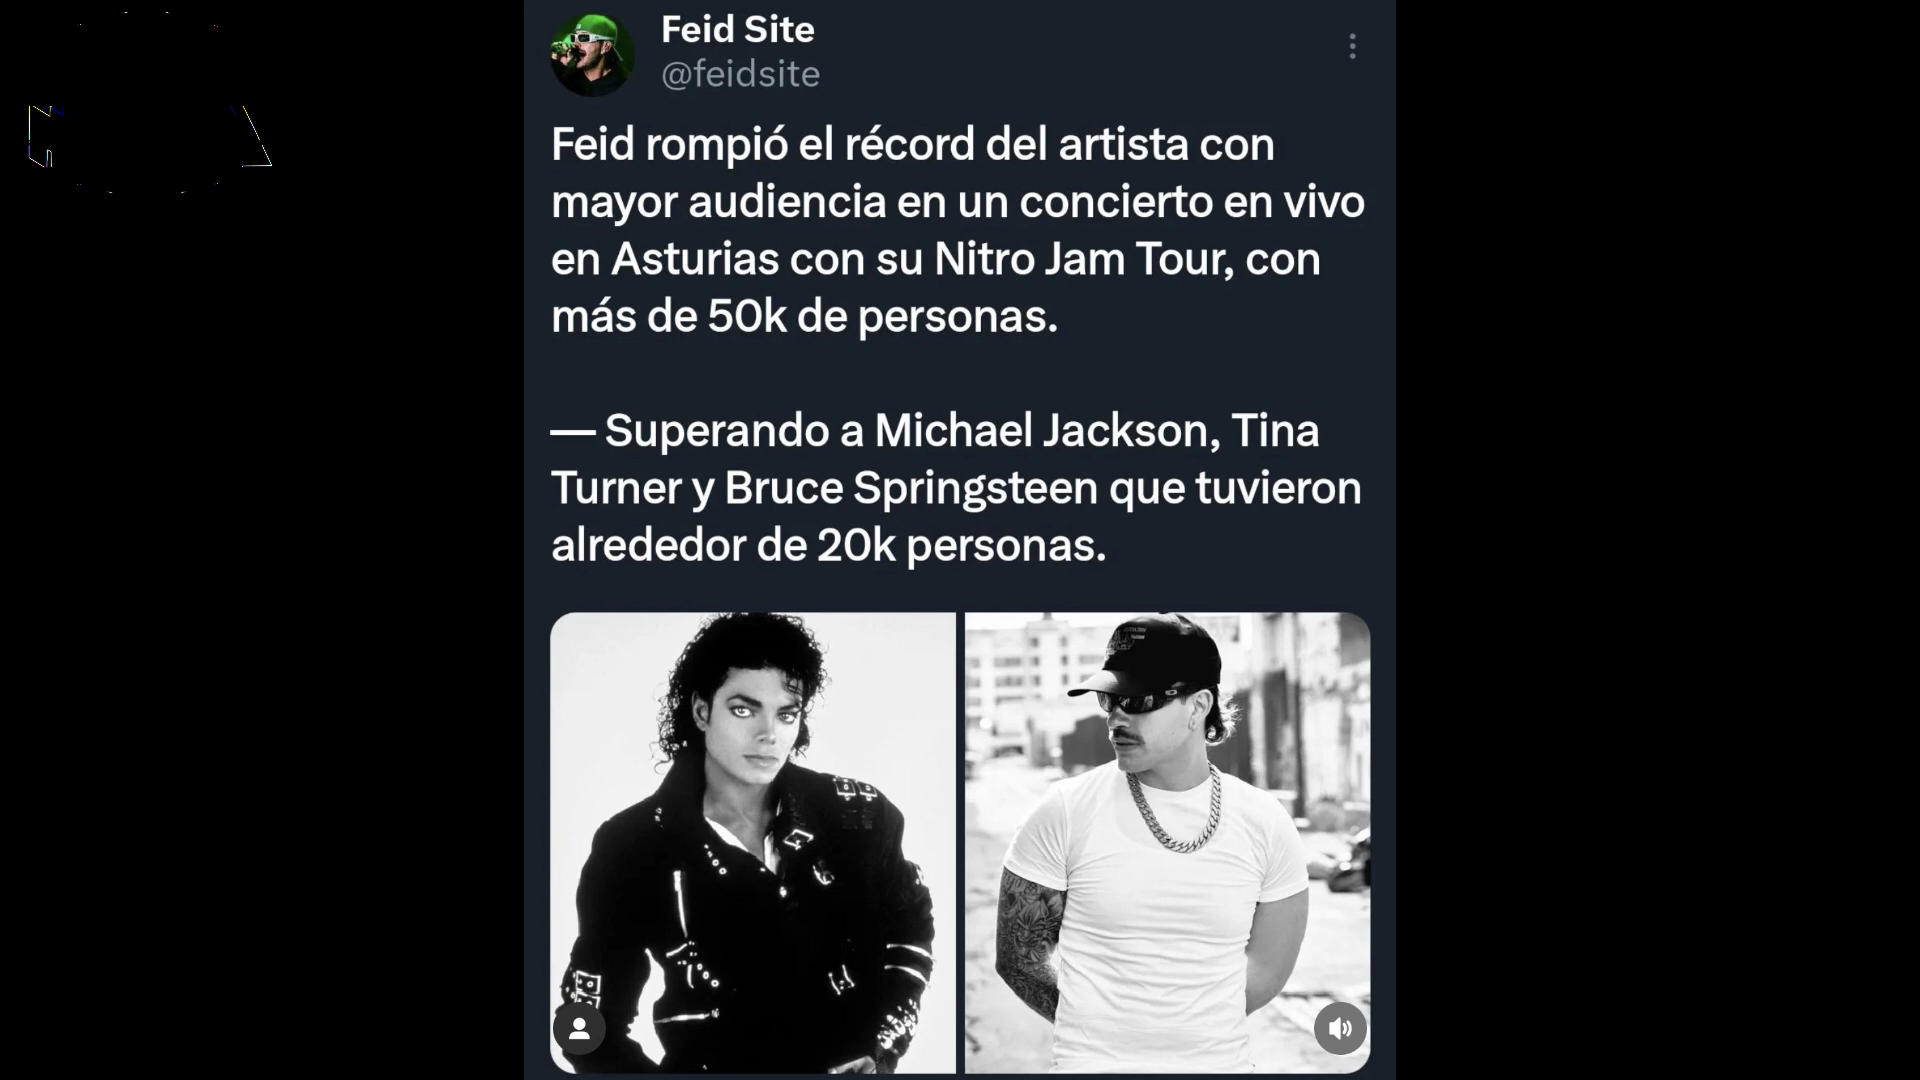 Feid Site
@feidsite
Feid rompió el récord del artista con
mayor audiencia en un concierto en vivo
en Asturias con su Nitro Jam Tour, con
más de 50k de personas.
— Superando a Michael Jackson, Tina
Turner y Bruce Springsteen que tuvieron
alrededor de 20k personas.